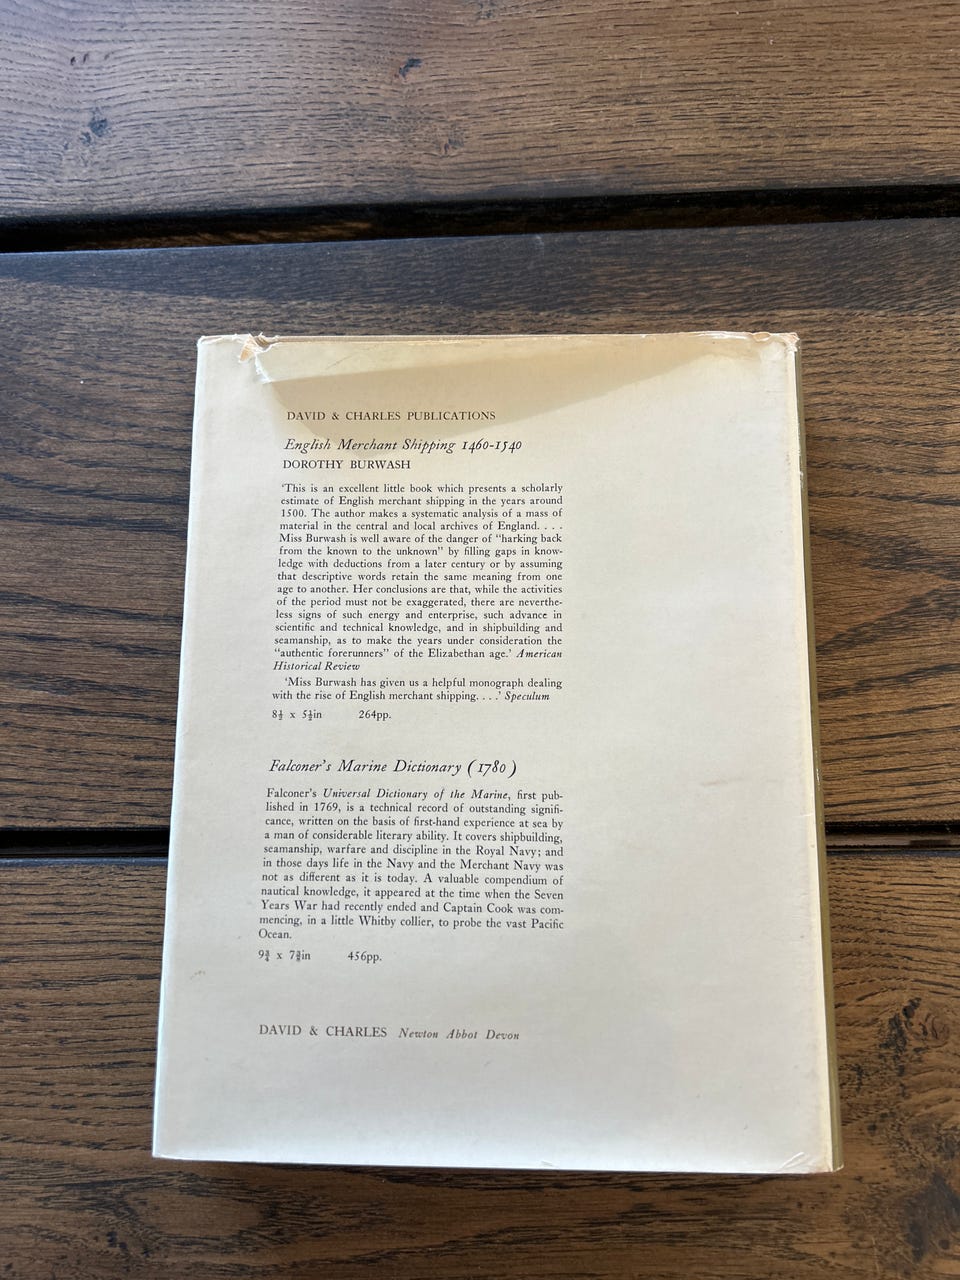 DAVID & CHARLES PUBLICATIONS
English Merchant Shipping 1460-1540
DOROTHY BURWASH
‘This is an excellent little book which presents a scholarly
estimate of English merchant shipping in the years around
1500. The author makes a systematic analysis of a mass of
material in the central and local archives of England. . . .
Miss Burwash is well aware of the danger of “harking back
from the known to the unknown” by filling gaps in know-
ledge with deductions from a later century or by assuming
that descriptive words retain the same meaning from one
age to another. Her conclusions are that, while the activities
of the period must not be exaggerated, there are neverthe-
less signs of such energy and enterprise, such advance in
scientific and technical knowledge, and in shipbuilding and
seamanship, as to make the years under consideration the
“authentic forerunners” of the Elizabethan age.’ American
Historical Review
‘Miss Burwash has given us a helpful monograph dealing
with the rise of English merchant shipping. . . .’ Speculum
8½ x 5½in 264pp.
Falconer's Marine Dictionary (1780)
Falconer's Universal Dictionary of the Marine, first pub-
lished in 1769, is a technical record of outstanding signifi-
cance, written on the basis of first-hand experience at sea by
a man of considerable literary ability. It covers shipbuilding,
seamanship, warfare and discipline in the Royal Navy; and
in those days life in the Navy and the Merchant Navy was
not as different as it is today. A valuable compendium of
nautical knowledge, it appeared at the time when the Seven
Years War had recently ended and Captain Cook was com-
mencing, in a little Whitby collier, to probe the vast Pacific
Ocean.
9¾ x 7⅜in 456pp.
DAVID & CHARLES Newton Abbot Devon